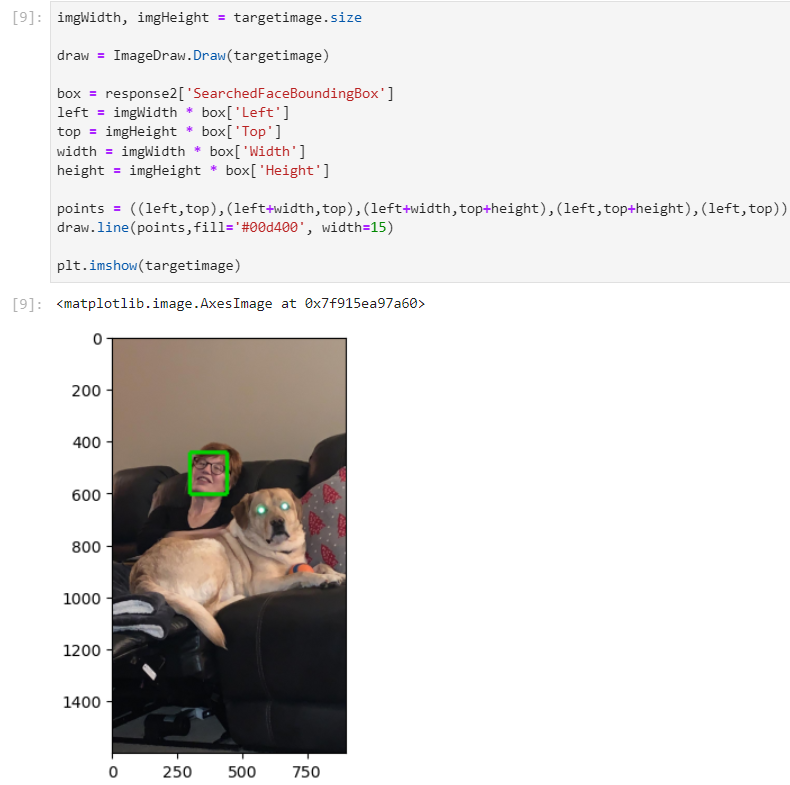 [9]: imgWidth, imgHeight = targetimage.size
draw = ImageDraw.Draw(targetimage)
box = response2['SearchedFaceBoundingBox']
left = imgWidth * box['Left']
top = imgHeight * box['Top']
width = imgWidth * box['Width']
height = imgHeight * box['Height']
points = ((left,top),(left+width,top),(left+width,top+height),(left,top+height),(left,top))
draw.line(points,fill='#00d400', width=15)
plt.imshow(targetimage)
[9]: <matplotlib.image.AxesImage at 0x7f915ea97a60>
0
200
400
600
800
1000
1200
1400
0 250 500 750